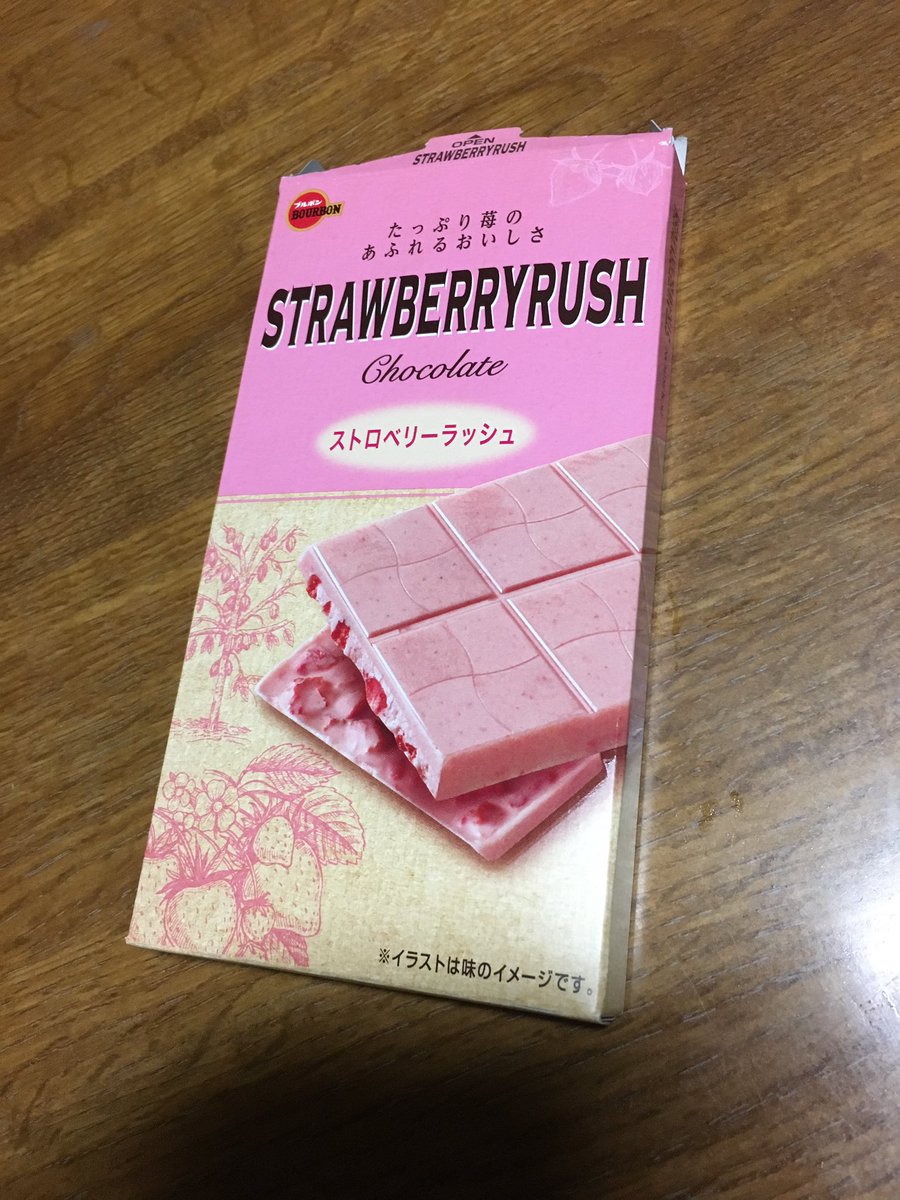 OPEN
STRAWBERRYRUSH
ブルボン
BOURBON
たっぷり苺の
あふれるおいしさ
STRAWBERRYRUSH
Chocolate
ストロベリーラッシュ
※イラストは味のイメージです。